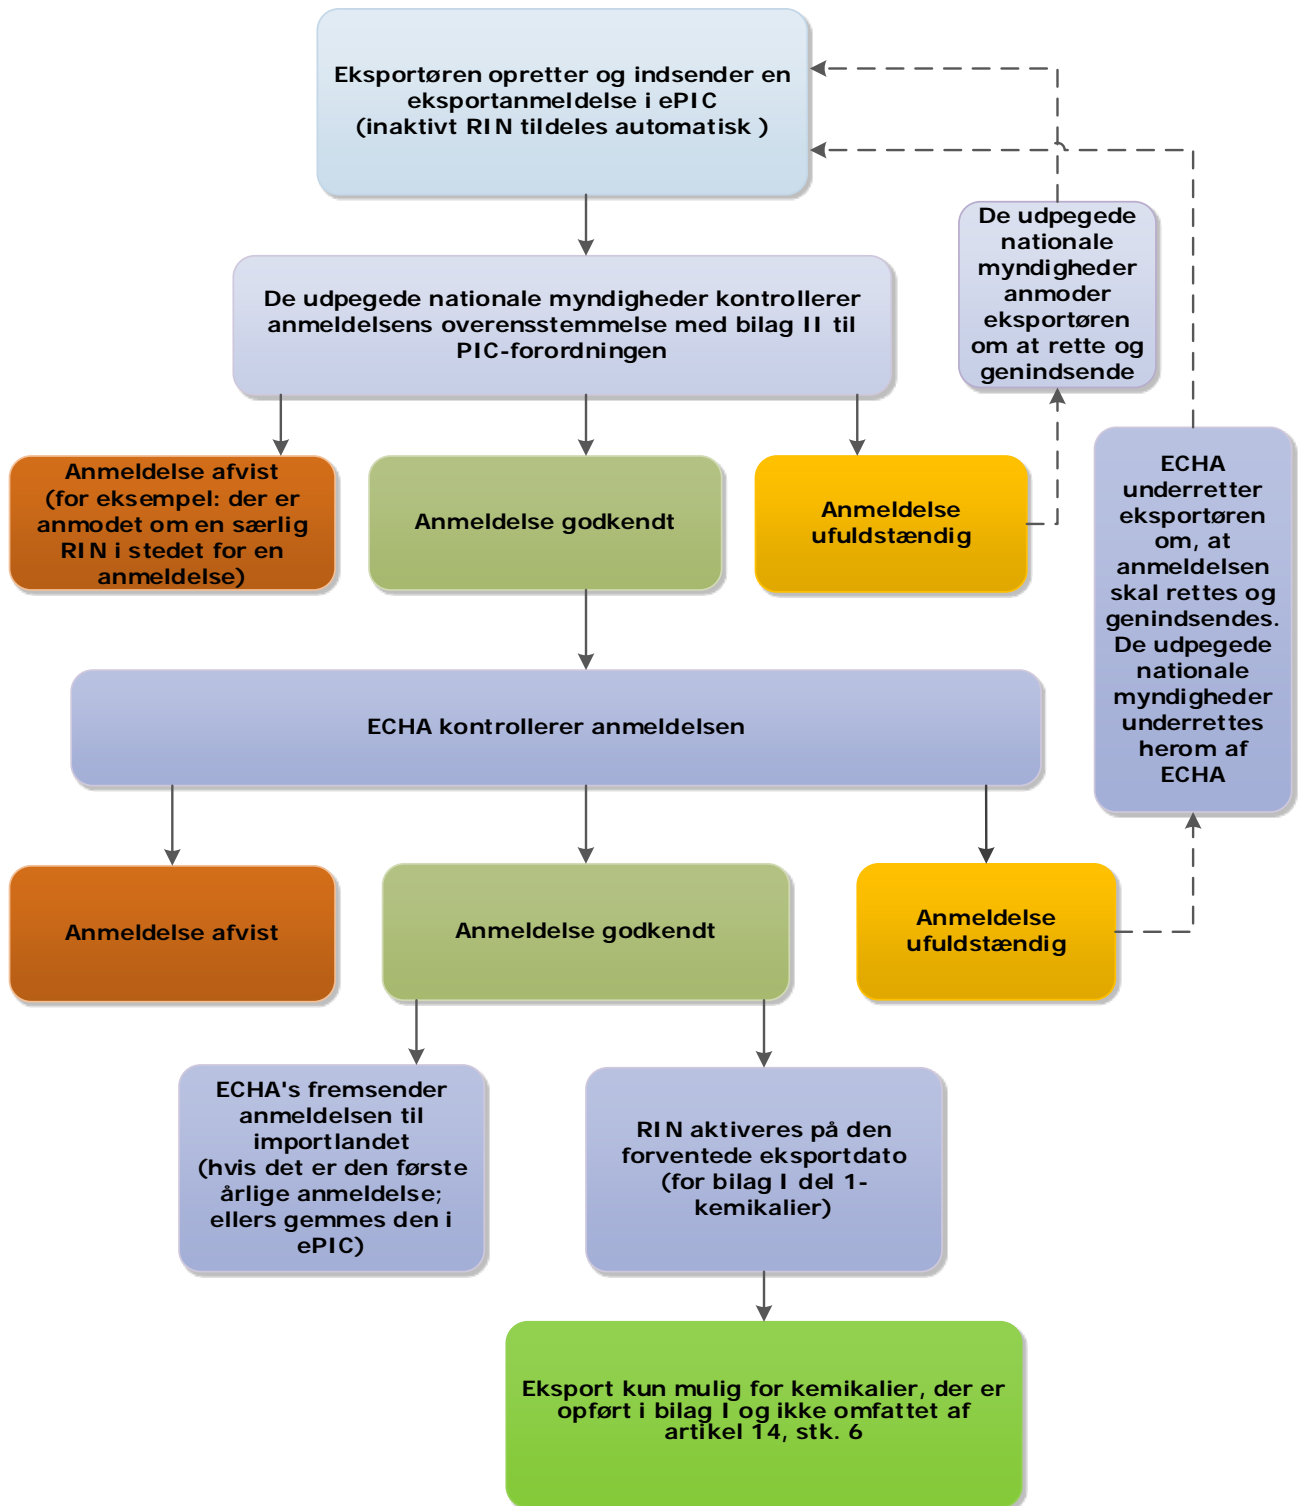 Eksportøren opretter og indsender en
eksportanmeldelse i ePIC
(inaktivt RIN tildeles automatisk )
De udpegede
nationale
myndigheder
anmoder
eksportøren
om at rette og
genindsende
De udpegede nationale myndigheder kontrollerer
anmeldelsens overensstemmelse med bilag II til
PIC-forordningen
Anmeldelse afvist
(for eksempel: der er
anmodet om en særlig
RIN i stedet for en
anmeldelse)
Anmeldelse godkendt
Anmeldelse
ufuldstændig
ECHA
underretter
eksportøren
om, at
anmeldelsen
skal rettes og
genindsendes.
De udpegede
nationale
myndigheder
underrettes
herom af
ECHA
ECHA kontrollerer anmeldelsen
Anmeldelse afvist
Anmeldelse godkendt
Anmeldelse
ufuldstændig
ECHA's fremsender
anmeldelsen til
importlandet
(hvis det er den første
årlige anmeldelse;
ellers gemmes den i
ePIC)
RIN aktiveres på den
forventede eksportdato
(for bilag I del 1-
kemikalier)
Eksport kun mulig for kemikalier, der er
opført i bilag I og ikke omfattet af
artikel 14, stk. 6